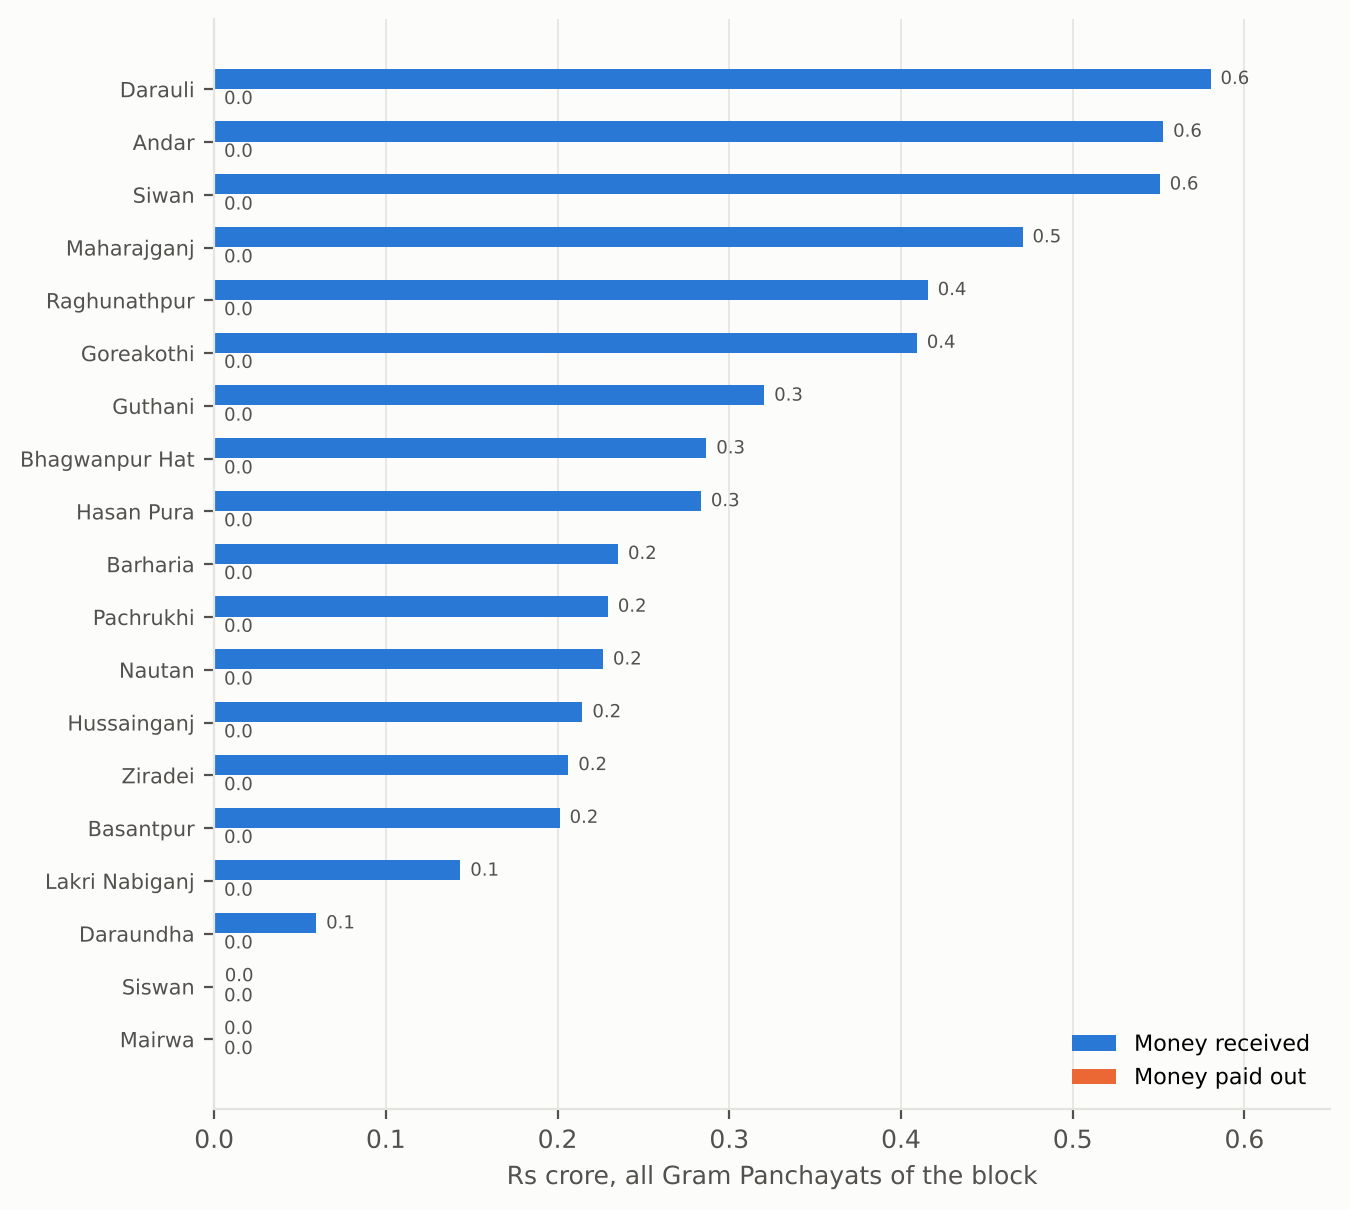 Darauli 0.6
0.0
Andar 0.6
0.0
Siwan 0.6
0.0
Maharajganj 0.5
0.0
Raghunathpur 0.4
0.0
Goreakothi 0.4
0.0
Guthani 0.3
0.0
Bhagwanpur Hat 0.3
0.0
Hasan Pura 0.3
0.0
Barharia 0.2
0.0
Pachrukhi 0.2
0.0
Nautan 0.2
0.0
Hussainganj 0.2
0.0
Ziradei 0.2
0.0
Basantpur 0.2
0.0
Lakri Nabiganj 0.1
0.0
Daraundha 0.1
0.0
Siswan 0.0
0.0
Mairwa 0.0
0.0
Money received
Money paid out
0.0 0.1 0.2 0.3 0.4 0.5 0.6
Rs crore, all Gram Panchayats of the block